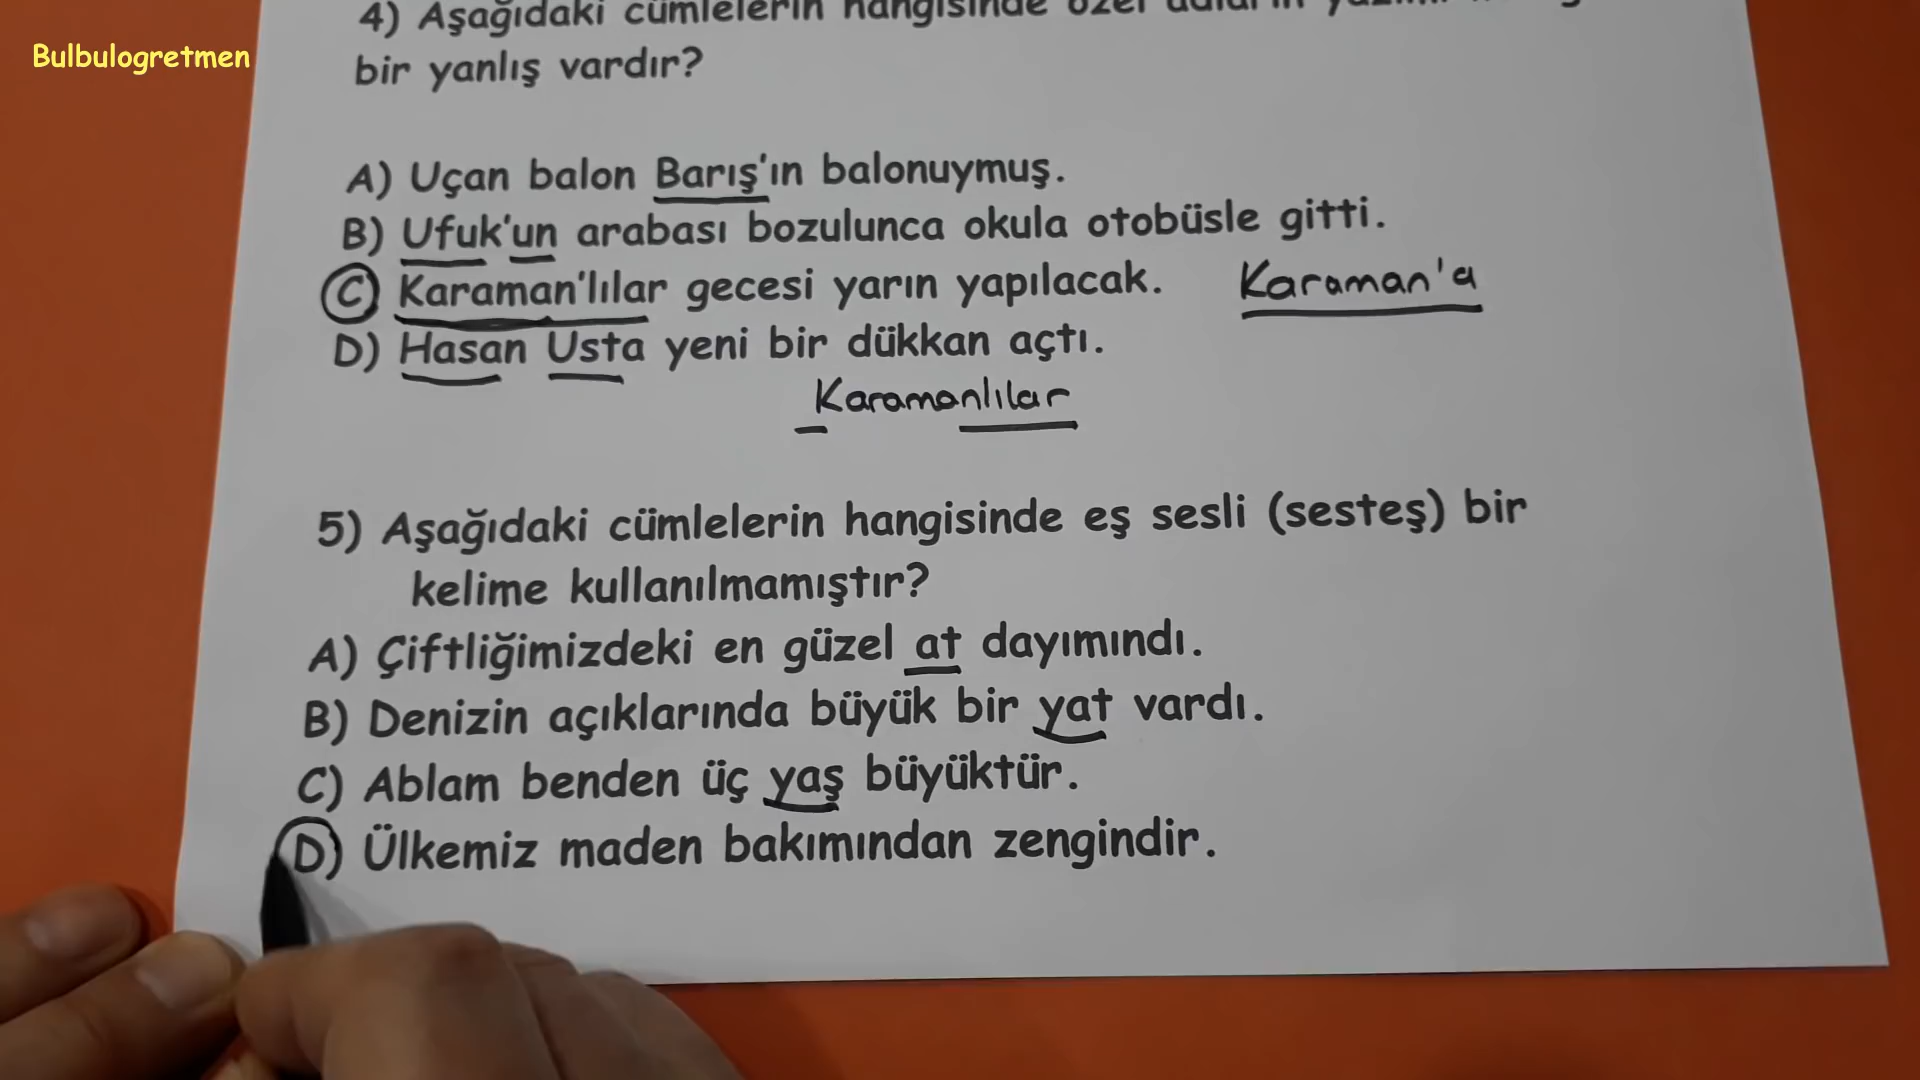 Bulbulogretmen
4) Aşağıdaki cümlelerin hangisinde özel adların
bir yanlış vardır?
A) Uçan balon Barış'ın balonuymuş.
B) Ufuk'un arabası bozulunca okula otobüsle gitti.
C) Karaman'lılar gecesi yarın yapılacak. Karaman'a
D) Hasan Usta yeni bir dükkan açtı.
Karamanlılar
5) Aşağıdaki cümlelerin hangisinde eş sesli (sesteş) bir
kelime kullanılmamıştır?
A) Çiftliğimizdeki en güzel at dayımındı.
B) Denizin açıklarında büyük bir yat vardı.
C) Ablam benden üç yaş büyüktür.
D) Ülkemiz maden bakımından zengindir.